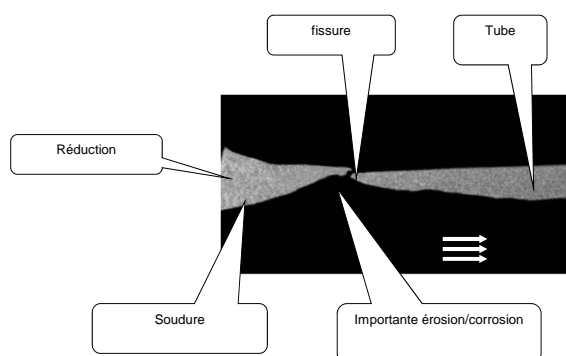 fissure
Tube
Réduction
Soudure
Importante érosion/corrosion